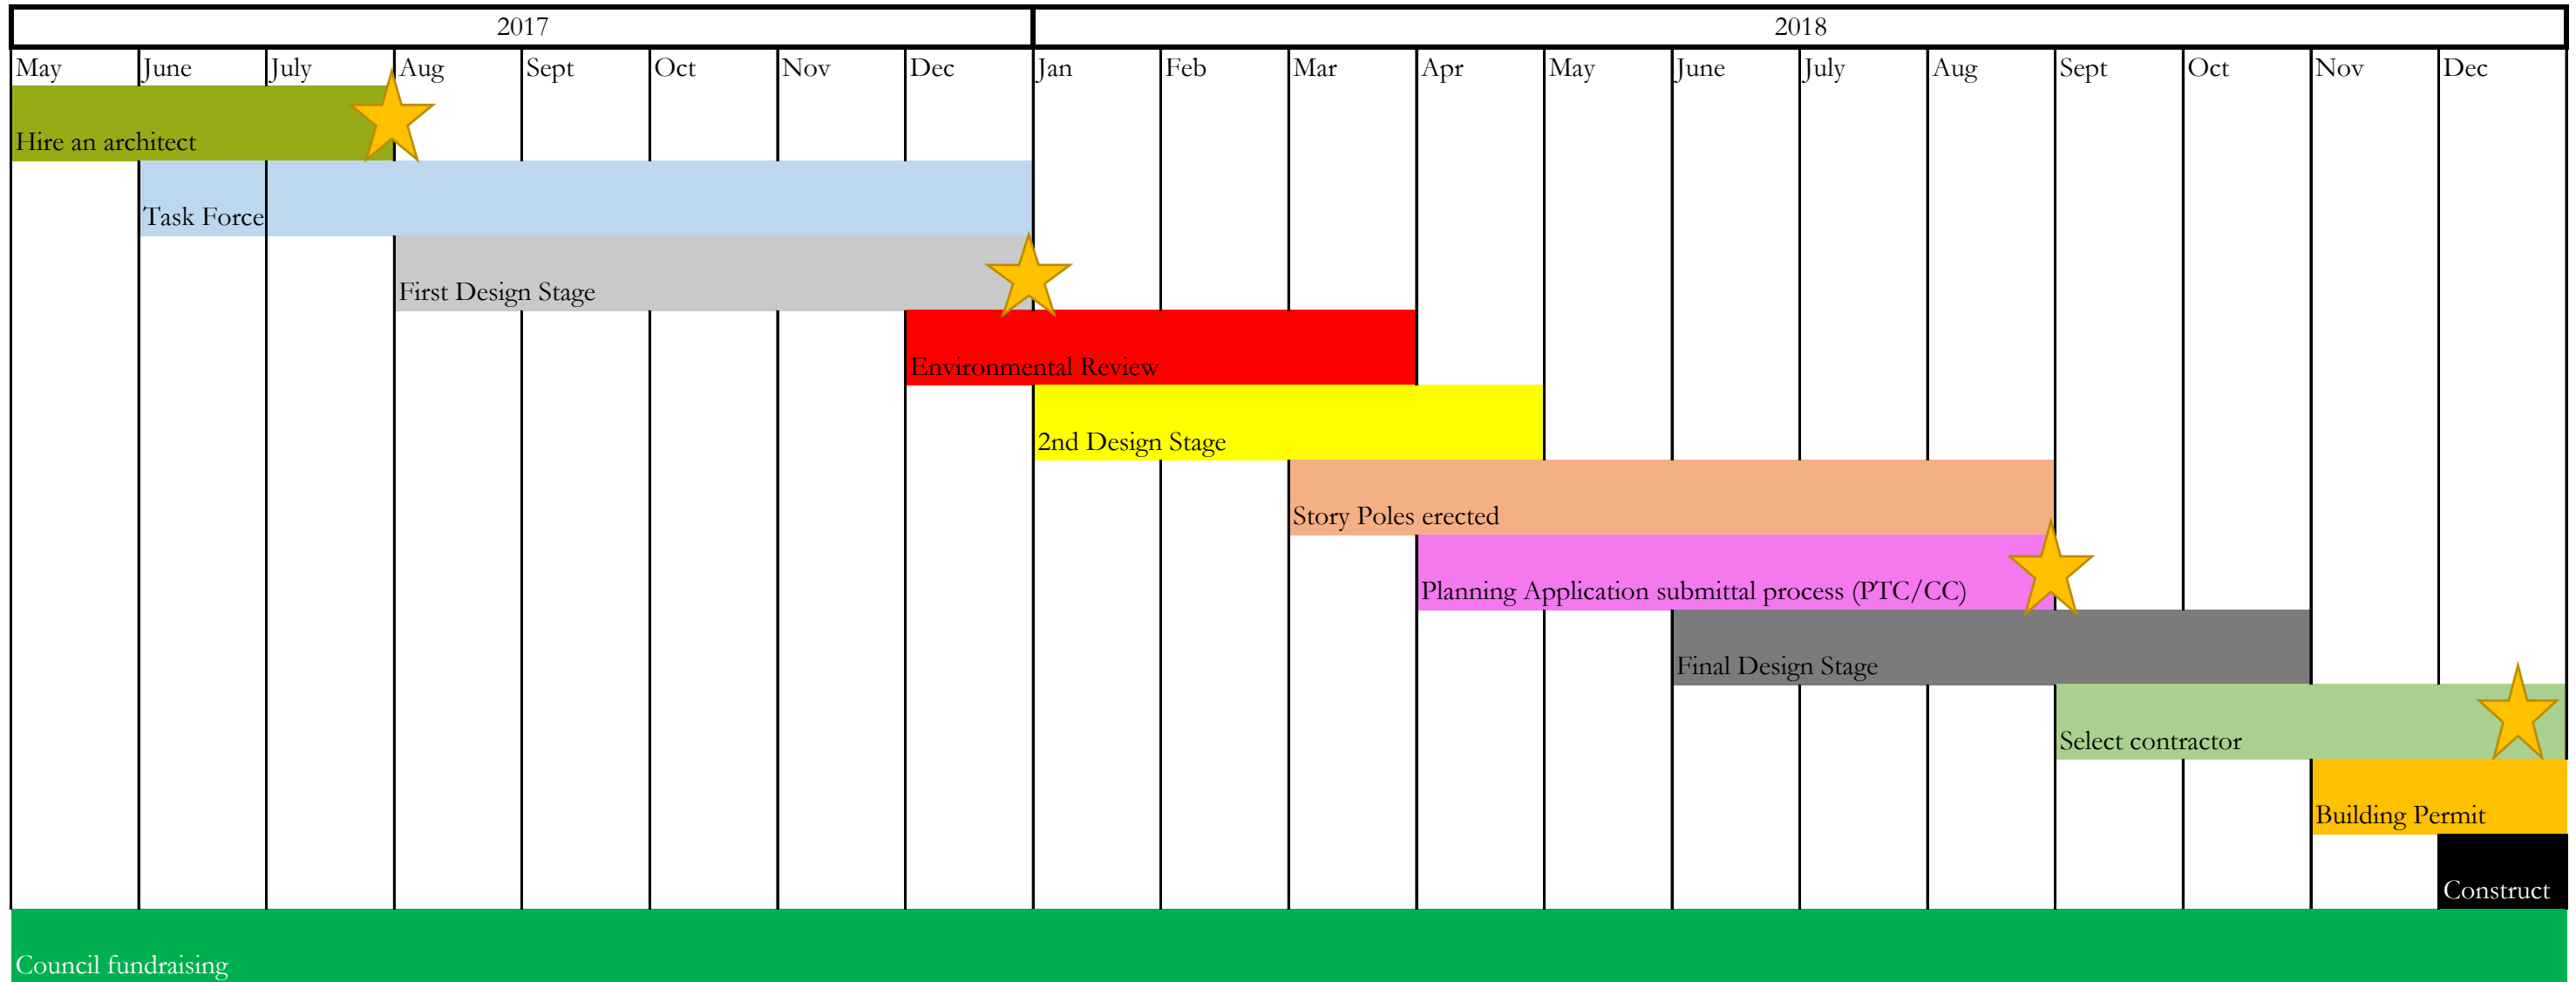 2017 2018
May June July Aug Sept Oct Nov Dec Jan Feb Mar Apr May June July Aug Sept Oct Nov Dec
Hire an architect
Task Force
First Design Stage
Environmental Review
2nd Design Stage
Story Poles erected
Planning Application submittal process (PTC/CC)
Final Design Stage
Select contractor
Building Permit
Construct
Council fundraising